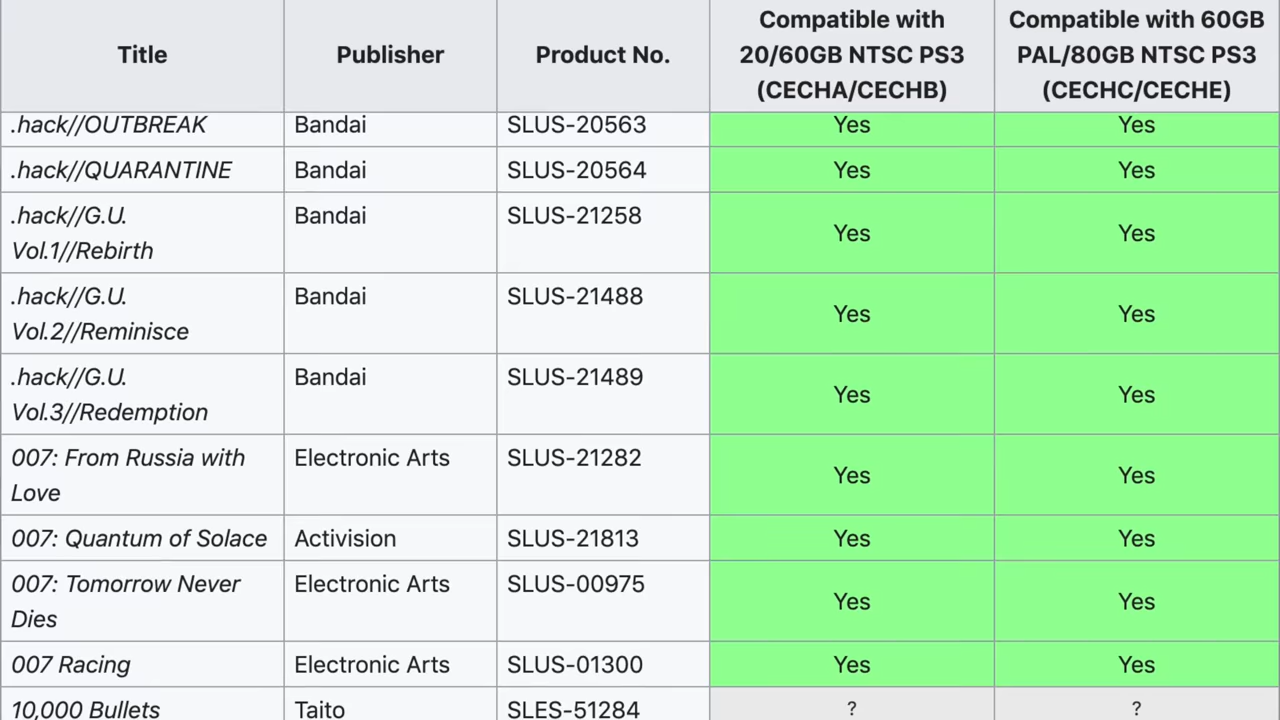 Title Publisher Product No. Compatible with 20/60GB NTSC PS3 (CECHA/CECHB) Compatible with 60GB PAL/80GB NTSC PS3 (CECHC/CECHE)
.hack//OUTBREAK Bandai SLUS-20563 Yes Yes
.hack//QUARANTINE Bandai SLUS-20564 Yes Yes
.hack//G.U. Vol.1//Rebirth Bandai SLUS-21258 Yes Yes
.hack//G.U. Vol.2//Reminisce Bandai SLUS-21488 Yes Yes
.hack//G.U. Vol.3//Redemption Bandai SLUS-21489 Yes Yes
007: From Russia with Love Electronic Arts SLUS-21282 Yes Yes
007: Quantum of Solace Activision SLUS-21813 Yes Yes
007: Tomorrow Never Dies Electronic Arts SLUS-00975 Yes Yes
007 Racing Electronic Arts SLUS-01300 Yes Yes
10,000 Bullets Taito SLES-51284 ? ?